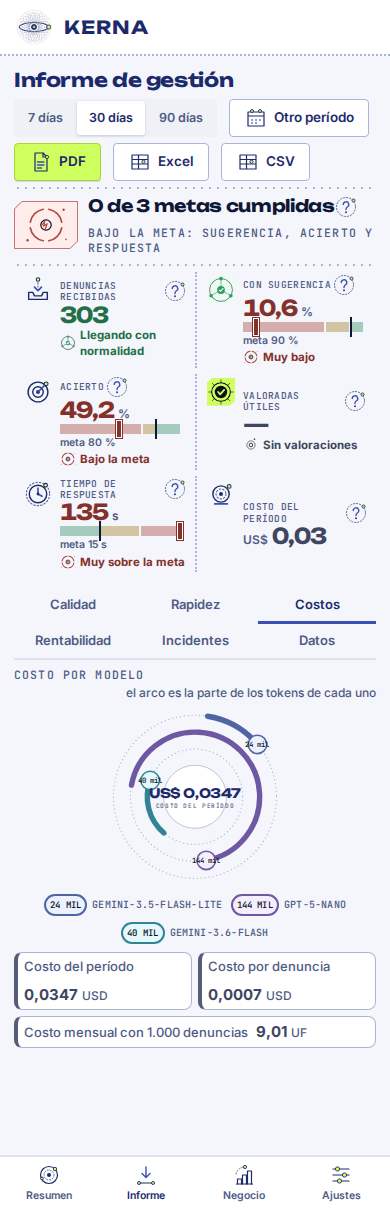 KERNA
Informe de gestión
7 días 30 días 90 días Otro período
PDF Excel CSV
0 de 3 metas cumplidas ?
BAJO LA META: SUGERENCIA, ACIERTO Y
RESPUESTA
DENUNCIAS
RECIBIDAS ?
303
Llegando con
normalidad
CON SUGERENCIA ?
10,6 %
meta 90 %
Muy bajo
ACIERTO ?
49,2 %
meta 80 %
Bajo la meta
VALORADAS
ÚTILES ?
—
Sin valoraciones
TIEMPO DE
RESPUESTA ?
135 s
meta 15 s
Muy sobre la meta
COSTO DEL
PERÍODO ?
US$ 0,03
Calidad Rapidez Costos
Rentabilidad Incidentes Datos
COSTO POR MODELO
el arco es la parte de los tokens de cada uno
24 mil
40 mil
US$ 0,0347
COSTO DEL PERÍODO
144 mil
24 MIL GEMINI-3.5-FLASH-LITE 144 MIL GPT-5-NANO
40 MIL GEMINI-3.6-FLASH
Costo del período
0,0347 USD
Costo por denuncia
0,0007 USD
Costo mensual con 1.000 denuncias 9,01 UF
Resumen Informe Negocio Ajustes